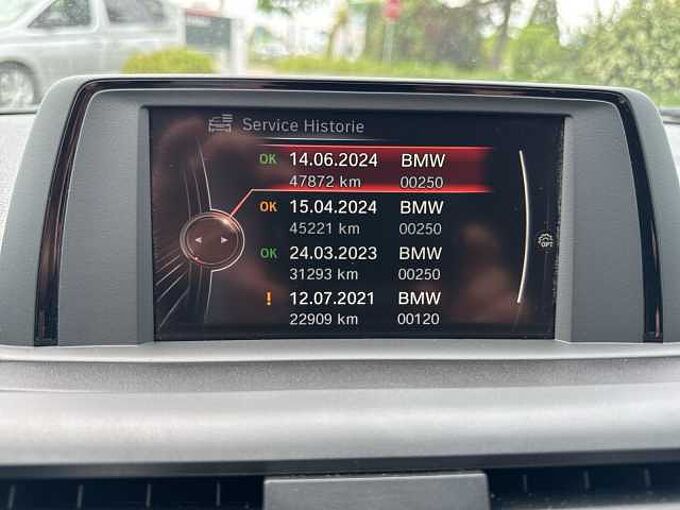 Service Historie
OK 14.06.2024 BMW
47872 km 00250
OK 15.04.2024 BMW
45221 km 00250
OK 24.03.2023 BMW
31293 km 00250
! 12.07.2021 BMW
22909 km 00120
OPT